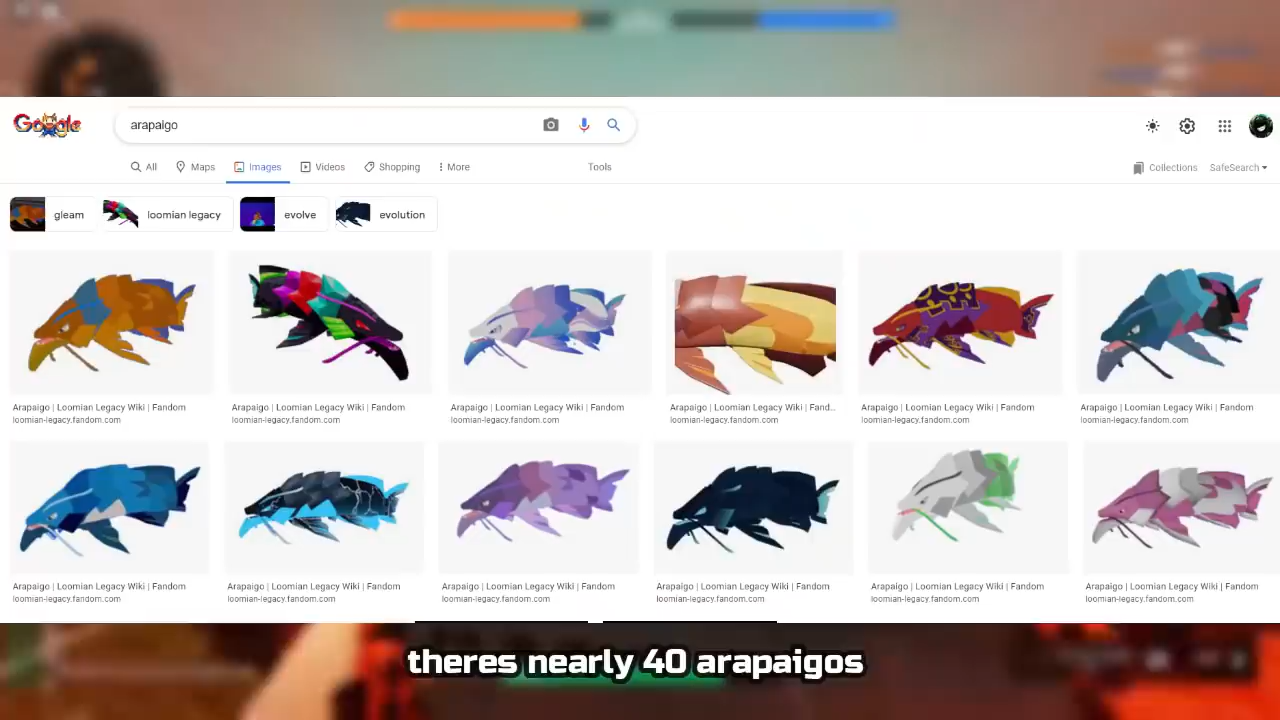 Google
arapaigo
All Maps Images Videos Shopping More Tools Collections SafeSearch
gleam loomian legacy evolve evolution
Arapaigo | Loomian Legacy Wiki | Fandom
loomian-legacy.fandom.com
Arapaigo | Loomian Legacy Wiki | Fandom
loomian-legacy.fandom.com
Arapaigo | Loomian Legacy Wiki | Fandom
loomian-legacy.fandom.com
Arapaigo | Loomian Legacy Wiki | Fand...
loomian-legacy.fandom.com
Arapaigo | Loomian Legacy Wiki | Fandom
loomian-legacy.fandom.com
Arapaigo | Loomian Legacy Wiki | Fandom
loomian-legacy.fandom.com
Arapaigo | Loomian Legacy Wiki | Fandom
loomian-legacy.fandom.com
Arapaigo | Loomian Legacy Wiki | Fandom
loomian-legacy.fandom.com
Arapaigo | Loomian Legacy Wiki | Fandom
loomian-legacy.fandom.com
Arapaigo | Loomian Legacy Wiki | Fandom
loomian-legacy.fandom.com
Arapaigo | Loomian Legacy Wiki | Fandom
loomian-legacy.fandom.com
Arapaigo | Loomian Legacy Wiki | Fandom
loomian-legacy.fandom.com
theres nearly 40 arapaigos